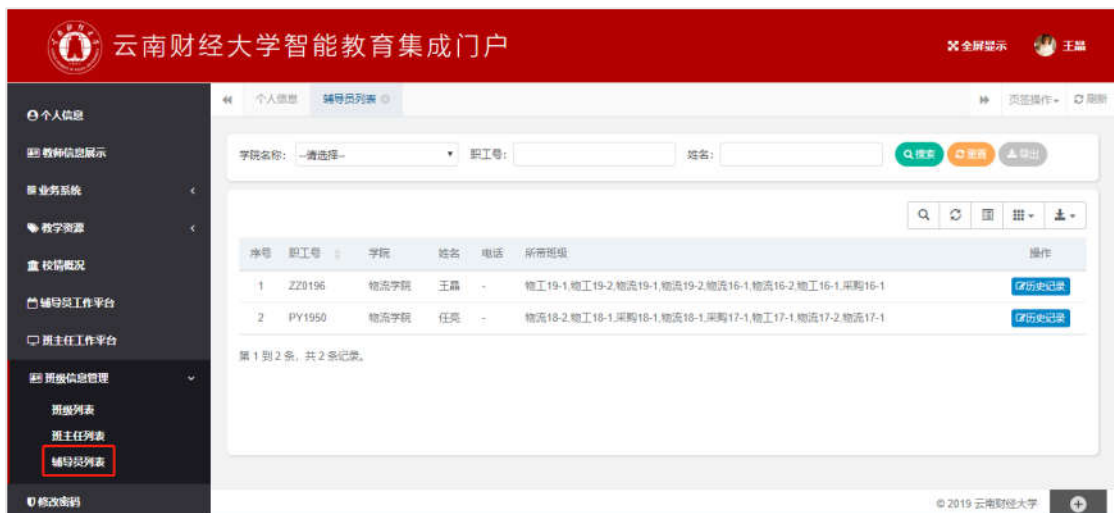 云南财经大学智能教育集成门户
全屏显示 王晶
个人信息 辅导员列表 页签操作 刷新
个人信息
教师信息展示
业务系统
教学资源
校情概况
辅导员工作平台
班主任工作平台
班级信息管理
班级列表
班主任列表
辅导员列表
修改密码
学院名称: --请选择-- 职工号: 姓名: 搜索 重置 导出
序号 职工号 学院 姓名 电话 所带班级 操作
1 ZZ0196 物流学院 王晶 - 物工19-1,物工19-2,物流19-1,物流19-2,物流16-1,物流16-2,物工16-1,采购16-1 历史记录
2 PY1950 物流学院 任亮 - 物流18-2,物工18-1,采购18-1,物流18-1,采购17-1,物工17-1,物流17-2,物流17-1 历史记录
第 1 到 2 条，共 2 条记录。
© 2019 云南财经大学